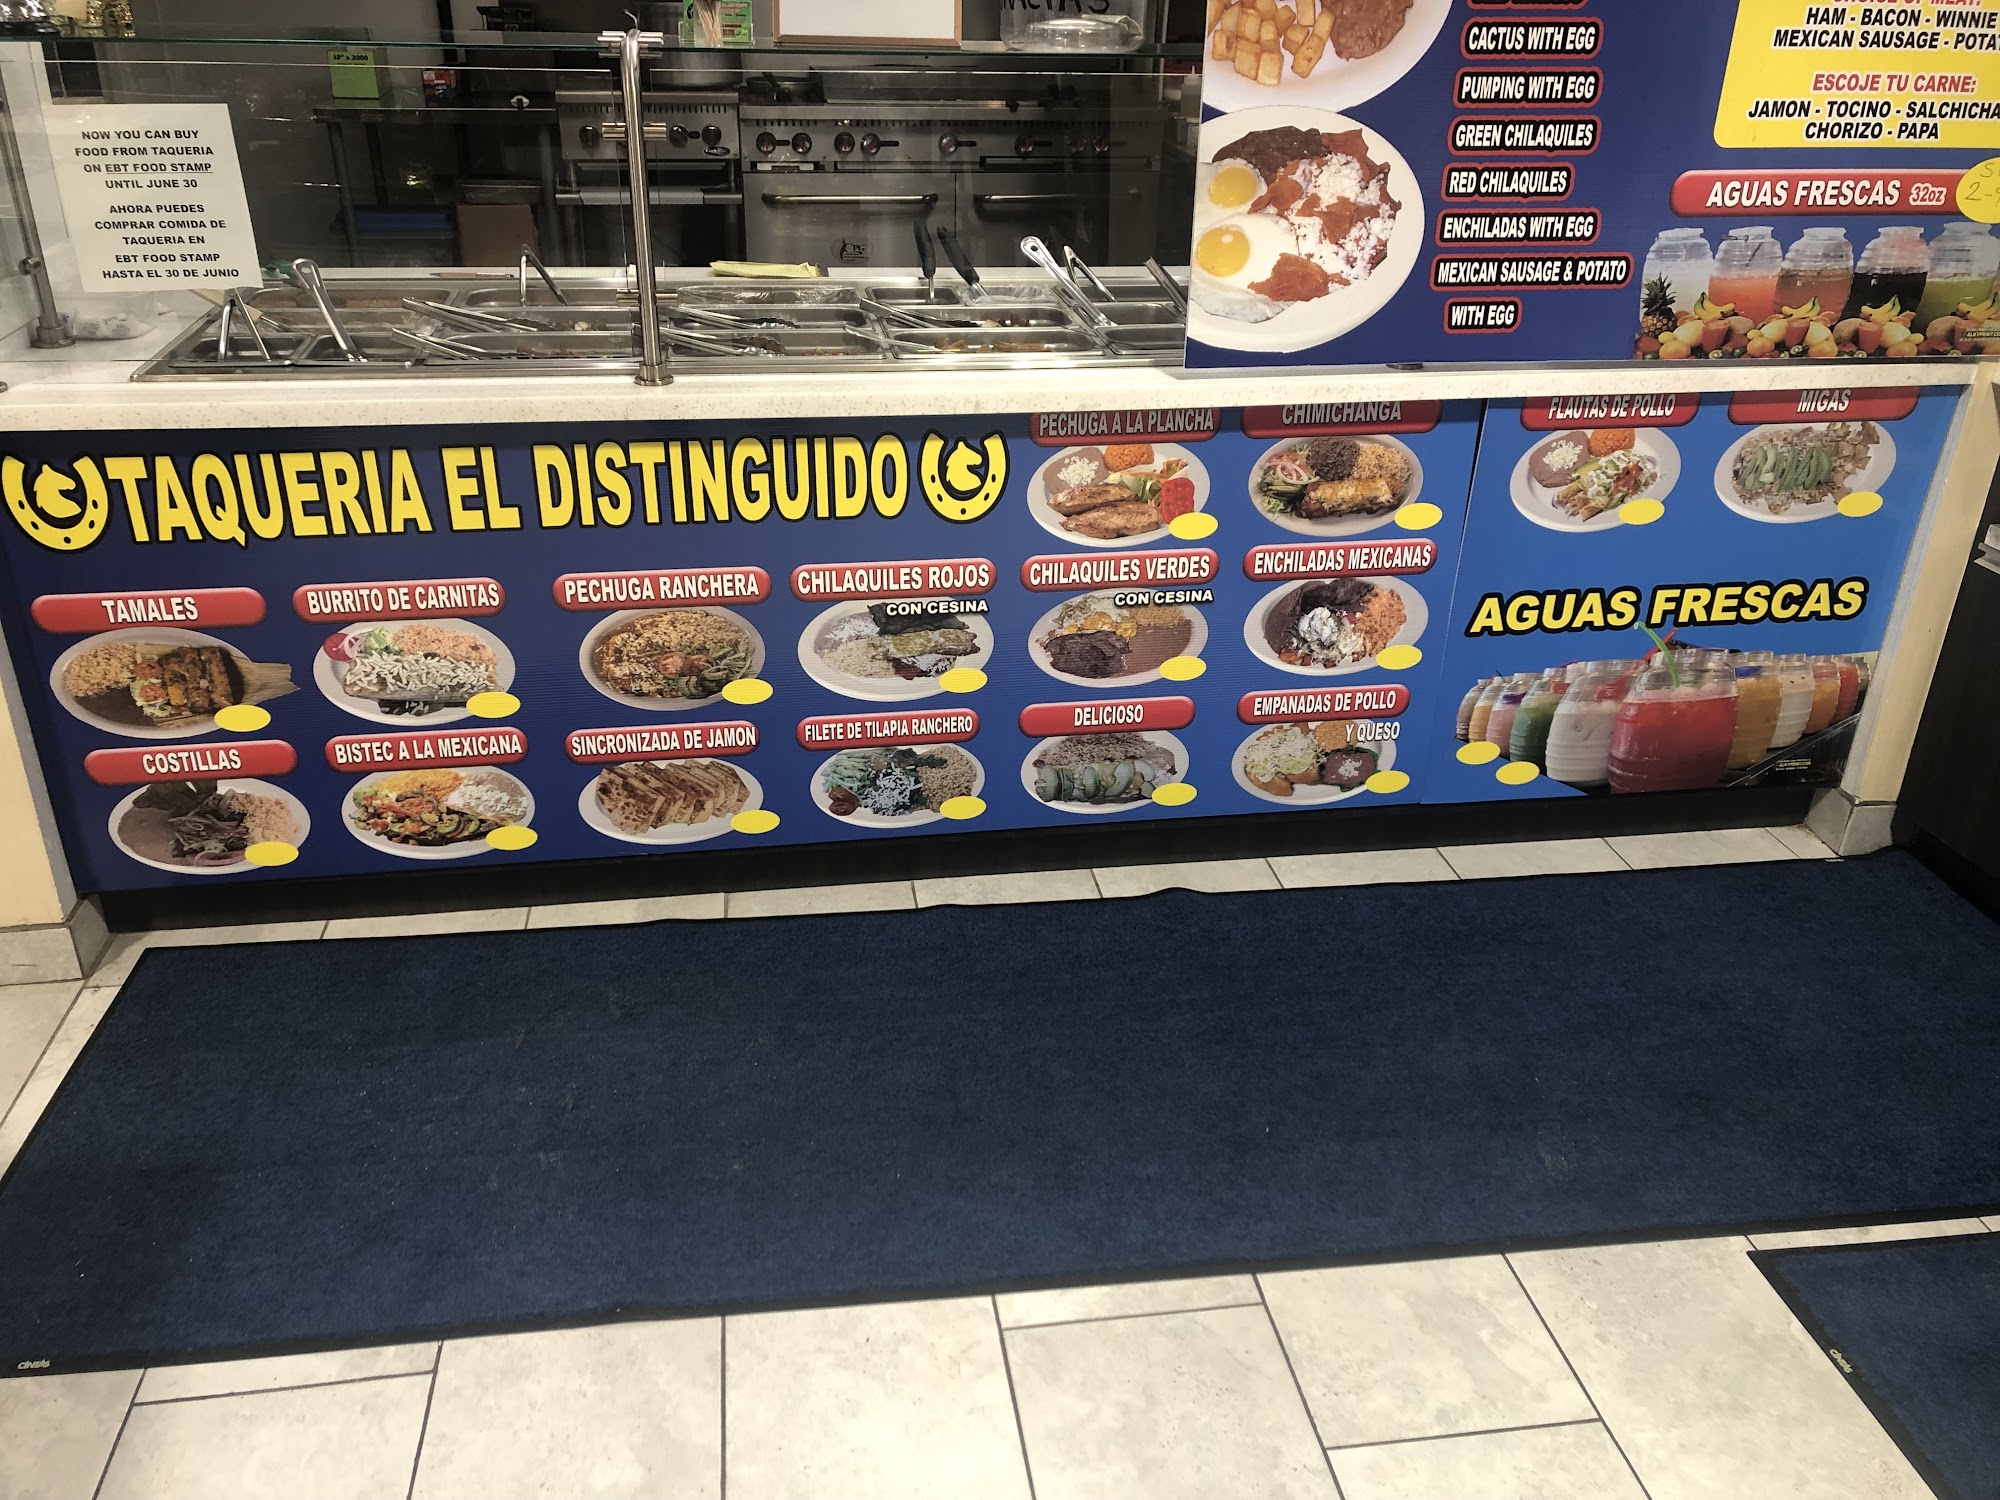 NOW YOU CAN BUY
FOOD FROM TAQUERIA
ON EBT FOOD STAMP
UNTIL JUNE 30
AHORA PUEDES
COMPRAR COMIDA DE
TAQUERIA EN
EBT FOOD STAMP
HASTA EL 30 DE JUNIO
15" x 2000
CACTUS WITH EGG
PUMPING WITH EGG
GREEN CHILAQUILES
RED CHILAQUILES
ENCHILADAS WITH EGG
MEXICAN SAUSAGE & POTATO
WITH EGG
HAM - BACON - WINNIE
MEXICAN SAUSAGE -
ESCOJE TU CARNE:
JAMON - TOCINO - SALCHICHA
CHORIZO - PAPA
AGUAS FRESCAS 32oz
TAQUERIA EL DISTINGUIDO
PECHUGA A LA PLANCHA
CHIMICHANGA
FLAUTAS DE POLLO
MIGAS
TAMALES
BURRITO DE CARNITAS
PECHUGA RANCHERA
CHILAQUILES ROJOS
CON CESINA
CHILAQUILES VERDES
CON CESINA
ENCHILADAS MEXICANAS
AGUAS FRESCAS
COSTILLAS
BISTEC A LA MEXICANA
SINCRONIZADA DE JAMON
FILETE DE TILAPIA RANCHERO
DELICIOSO
EMPANADAS DE POLLO
Y QUESO
CINTAS
CINTAS